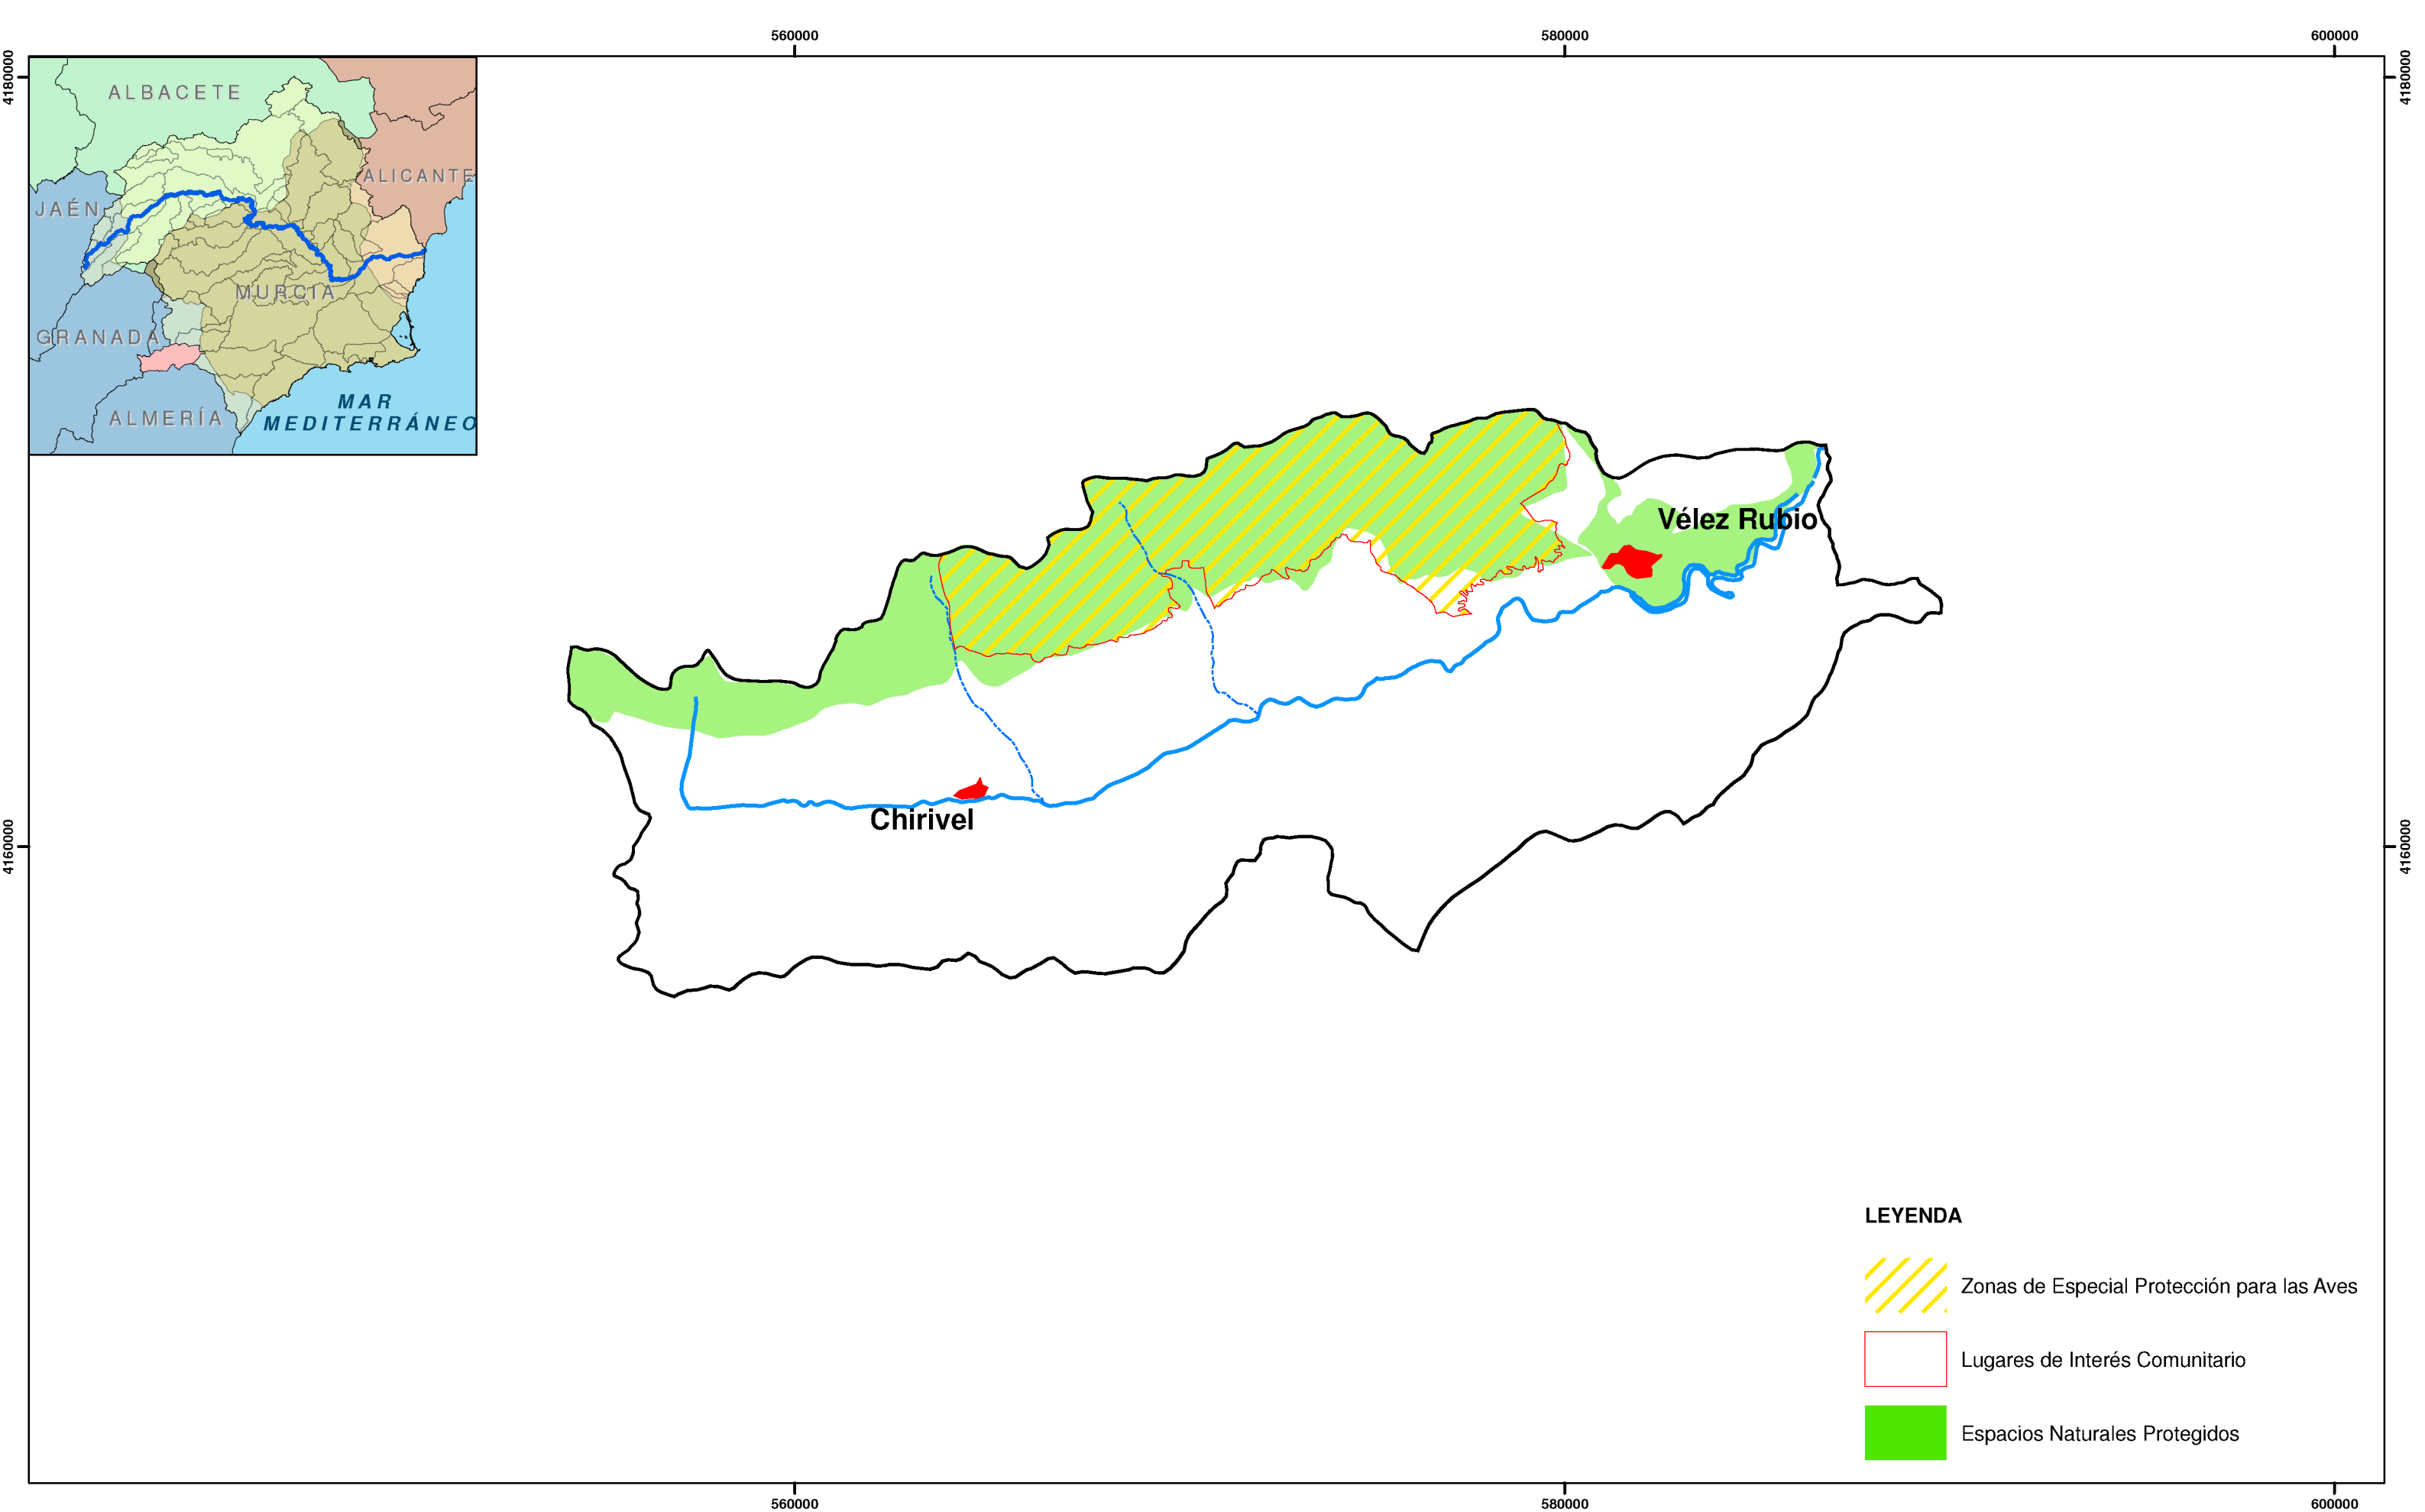 560000
580000
600000
4180000
4180000
ALBACETE
ALICANTE
JAÉN
MURCIA
GRANADA
ALMERÍA
MAR
MEDITERRÁNEO
Vélez Rubio
Chirivel
4160000
4160000
LEYENDA
Zonas de Especial Protección para las Aves
Lugares de Interés Comunitario
Espacios Naturales Protegidos
560000
580000
600000